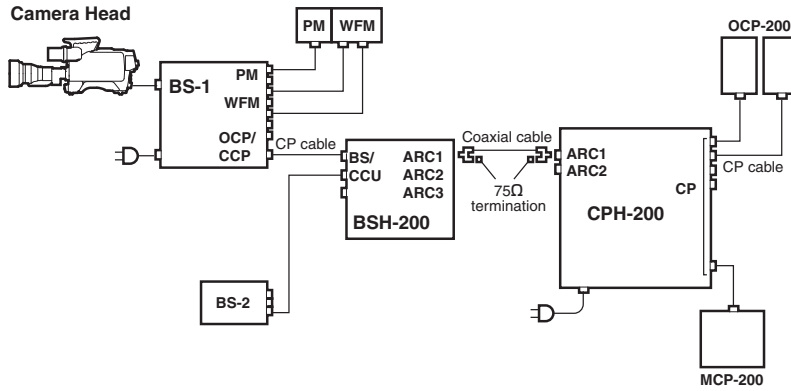 Camera Head
PM
WFM
OCP-200
BS-1
PM
WFM
OCP/
CCP
CP cable
BS/
CCU
ARC1
ARC2
ARC3
BSH-200
Coaxial cable
75Ω
termination
ARC1
ARC2
CP
CPH-200
CP cable
BS-2
MCP-200